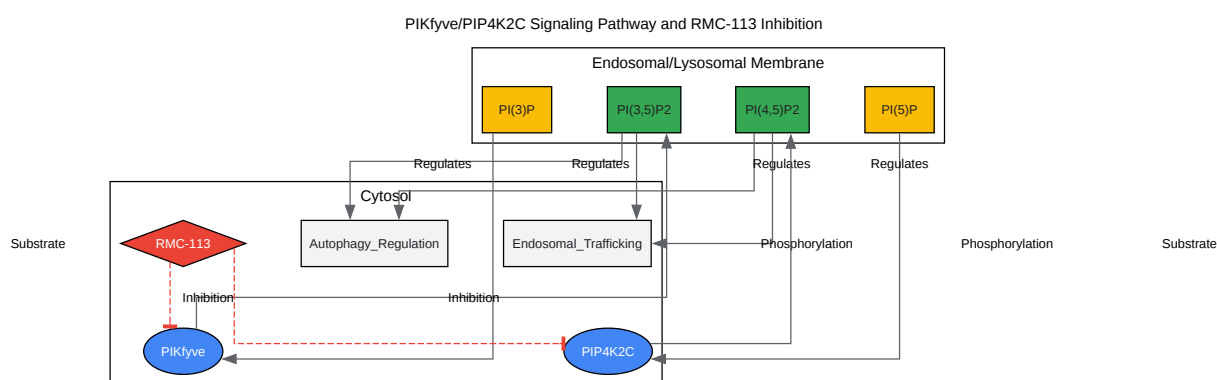 PIKfyve/PIP4K2C Signaling Pathway and RMC-113 Inhibition
Endosomal/Lysosomal Membrane
PI(3)P
PI(3,5)P2
PI(4,5)P2
PI(5)P
Regulates
Regulates
Regulates
Regulates
Cytosol
Substrate
RMC-113
Autophagy_Regulation
Endosomal_Trafficking
Phosphorylation
Phosphorylation
Substrate
Inhibition
Inhibition
PIKfyve
PIP4K2C